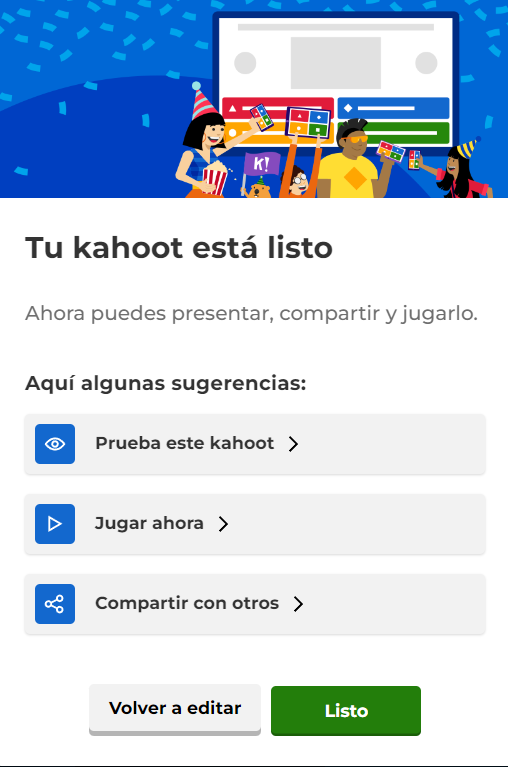 K!
Tu kahoot está listo
Ahora puedes presentar, compartir y jugarlo.
Aquí algunas sugerencias:
Prueba este kahoot
Jugar ahora
Compartir con otros
Volver a editar
Listo